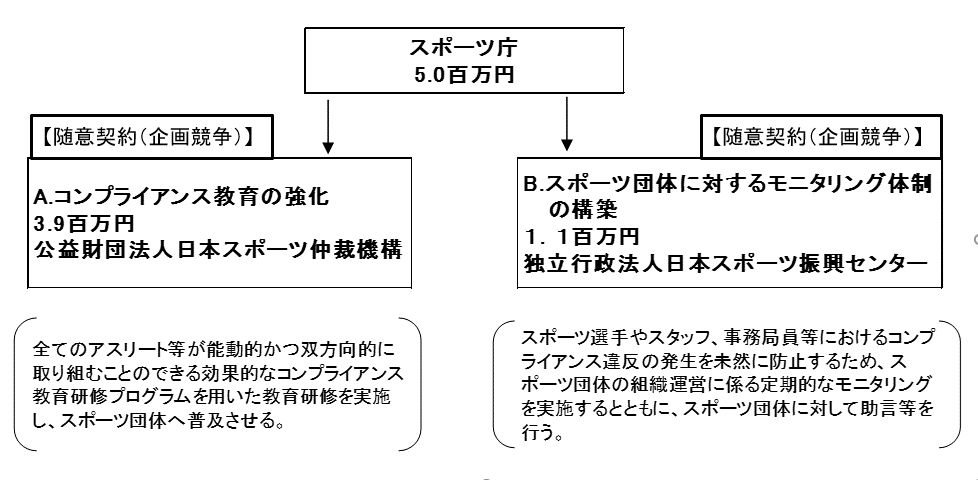 スポーツ庁
5.0百万円
【随意契約(企画競争)】
A.コンプライアンス教育の強化
3.9百万円
公益財団法人日本スポーツ仲裁機構
全てのアスリート等が能動的かつ双方向的に
取り組むことのできる効果的なコンプライアンス
教育研修プログラムを用いた教育研修を実施
し、スポーツ団体へ普及させる。
【随意契約(企画競争)】
B.スポーツ団体に対するモニタリング体制
の構築
1.1百万円
独立行政法人日本スポーツ振興センター
スポーツ選手やスタッフ、事務局員等におけるコンプ
ライアンス違反の発生を未然に防止するため、ス
ポーツ団体の組織運営に係る定期的なモニタリング
を実施するとともに、スポーツ団体に対して助言等を
行う。